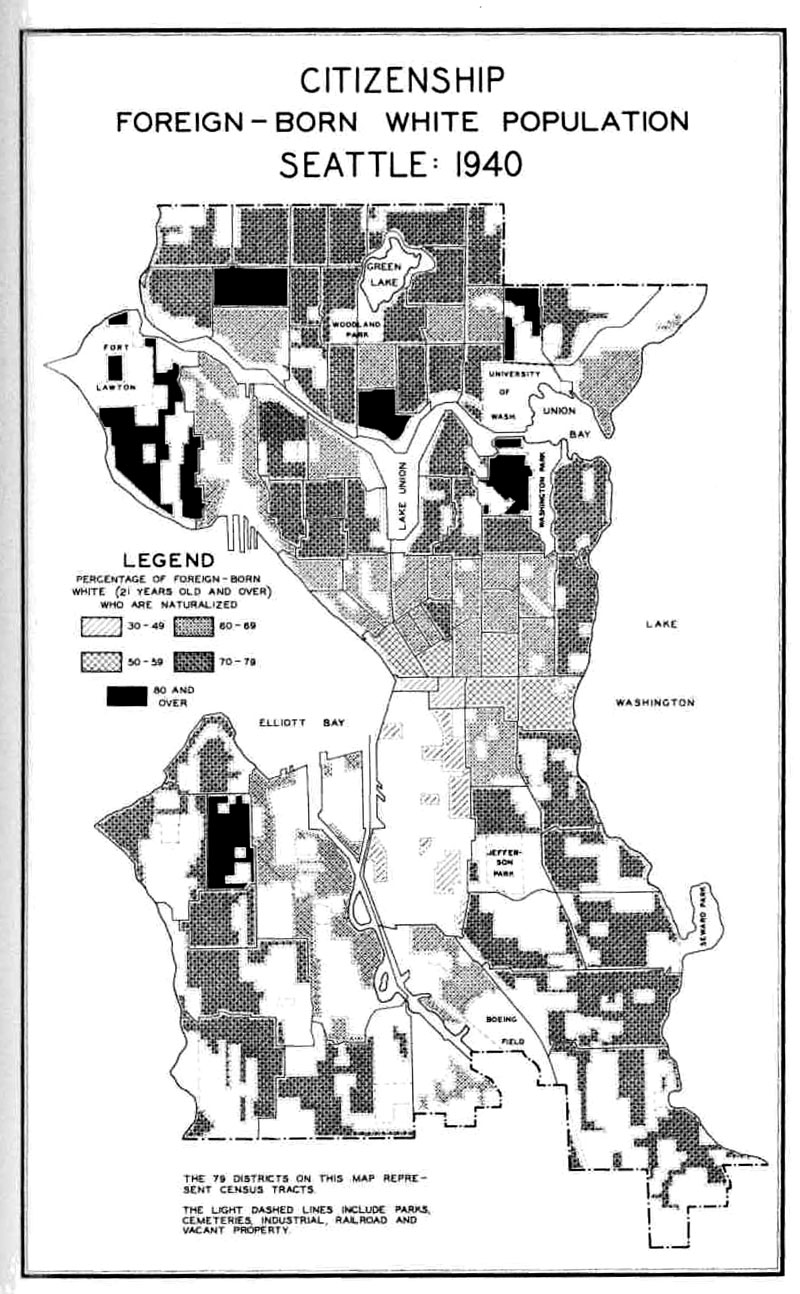 CITIZENSHIP
FOREIGN-BORN WHITE POPULATION
SEATTLE: 1940
GREEN
LAKE
WOODLAND
PARK
FORT
LAWTON
UNIVERSITY
OF
WASH.
UNION
BAY
LAKE UNION
WASHINGTON PARK
LEGEND
PERCENTAGE OF FOREIGN-BORN
WHITE (21 YEARS OLD AND OVER)
WHO ARE NATURALIZED
30-49
60-69
50-59
70-79
80 AND
OVER
LAKE
WASHINGTON
ELLIOTT BAY
JEFFER-
SON
PARK
SEWARD PARK
BOEING
FIELD
THE 79 DISTRICTS ON THIS MAP REPRE-
SENT CENSUS TRACTS.
THE LIGHT DASHED LINES INCLUDE PARKS,
CEMETERIES, INDUSTRIAL, RAILROAD AND
VACANT PROPERTY.